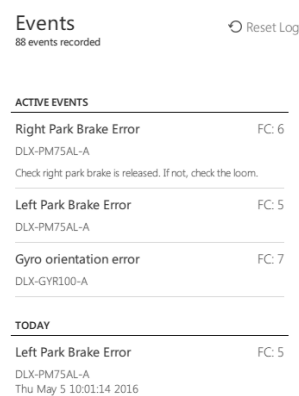 Events
Reset Log
88 events recorded
ACTIVE EVENTS
Right Park Brake Error FC: 6
DLX-PM75AL-A
Check right park brake is released. If not, check the loom.
Left Park Brake Error FC: 5
DLX-PM75AL-A
Gyro orientation error FC: 7
DLX-GYR100-A
TODAY
Left Park Brake Error FC: 5
DLX-PM75AL-A
Thu May 5 10:01:14 2016